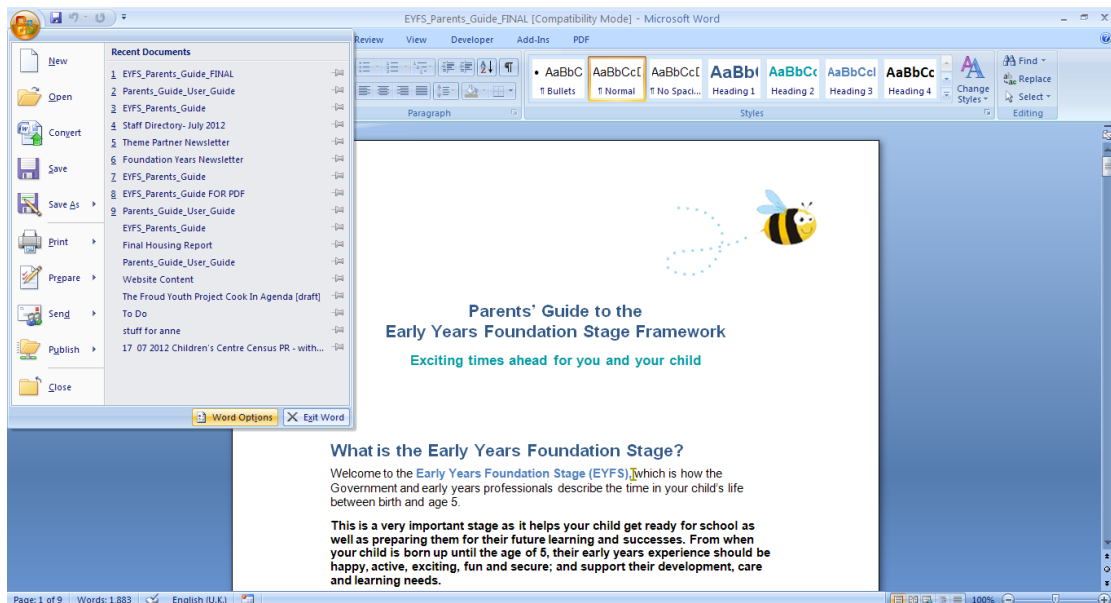 EYFS_Parents_Guide_FINAL [Compatibility Mode] - Microsoft Word
Review View Developer Add-Ins PDF
New
Open
Convert
Save
Save As
Print
Prepare
Send
Publish
Close
Recent Documents
1 EYFS_Parents_Guide_FINAL
2 Parents_Guide_User_Guide
3 EYFS_Parents_Guide
4 Staff Directory- July 2012
5 Theme Partner Newsletter
6 Foundation Years Newsletter
7 EYFS_Parents_Guide
8 EYFS_Parents_Guide FOR PDF
9 Parents_Guide_User_Guide
EYFS_Parents_Guide
Final Housing Report
Parents_Guide_User_Guide
Website Content
The Froud Youth Project Cook In Agenda [draft]
To Do
stuff for anne
17 07 2012 Children's Centre Census PR - with...
Word Options Exit Word
AaBbC AaBbCcD AaBbCcD AaBb( AaBbCc AaBbCcI AaBbCc
¶ Bullets ¶ Normal ¶ No Spaci... Heading 1 Heading 2 Heading 3 Heading 4
Change Styles
Find
Replace
Select
Paragraph Styles Editing
Parents' Guide to the
Early Years Foundation Stage Framework
Exciting times ahead for you and your child
What is the Early Years Foundation Stage?
Welcome to the Early Years Foundation Stage (EYFS), which is how the
Government and early years professionals describe the time in your child's life
between birth and age 5.
This is a very important stage as it helps your child get ready for school as
well as preparing them for their future learning and successes. From when
your child is born up until the age of 5, their early years experience should be
happy, active, exciting, fun and secure; and support their development, care
and learning needs.
Page: 1 of 9 Words: 1,883 English (U.K.) 100%